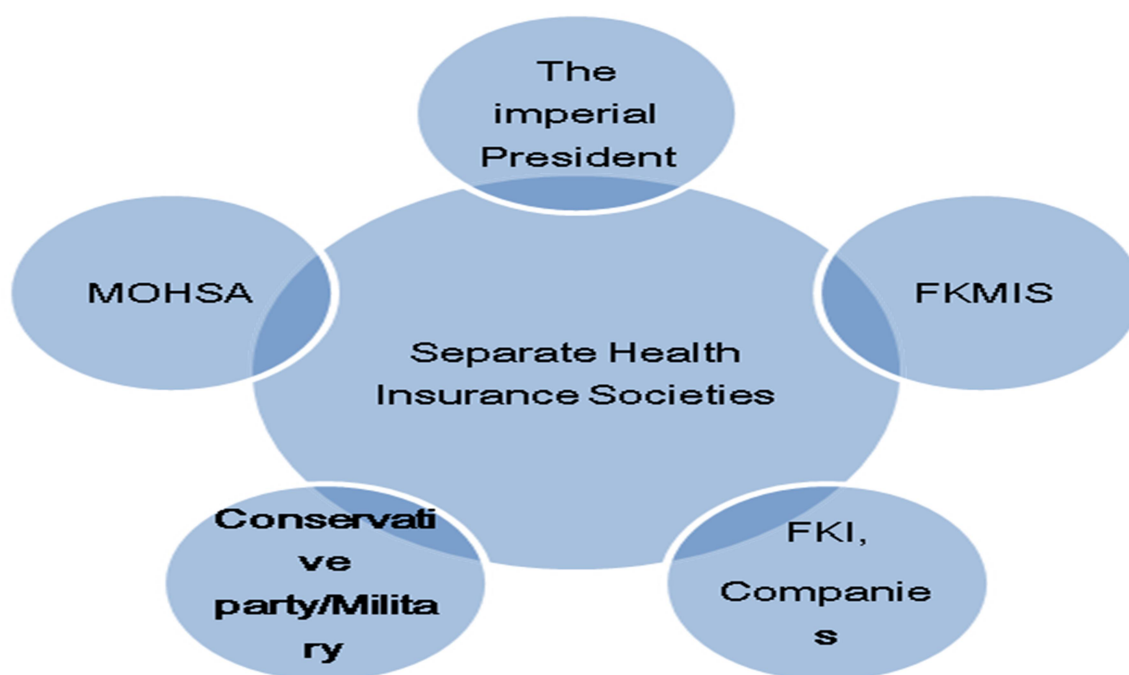 The
imperial
President
MOHSA
FKMIS
Separate Health
Insurance Societies
Conservati
ve
party/Milita
ry
FKI,
Companie
s